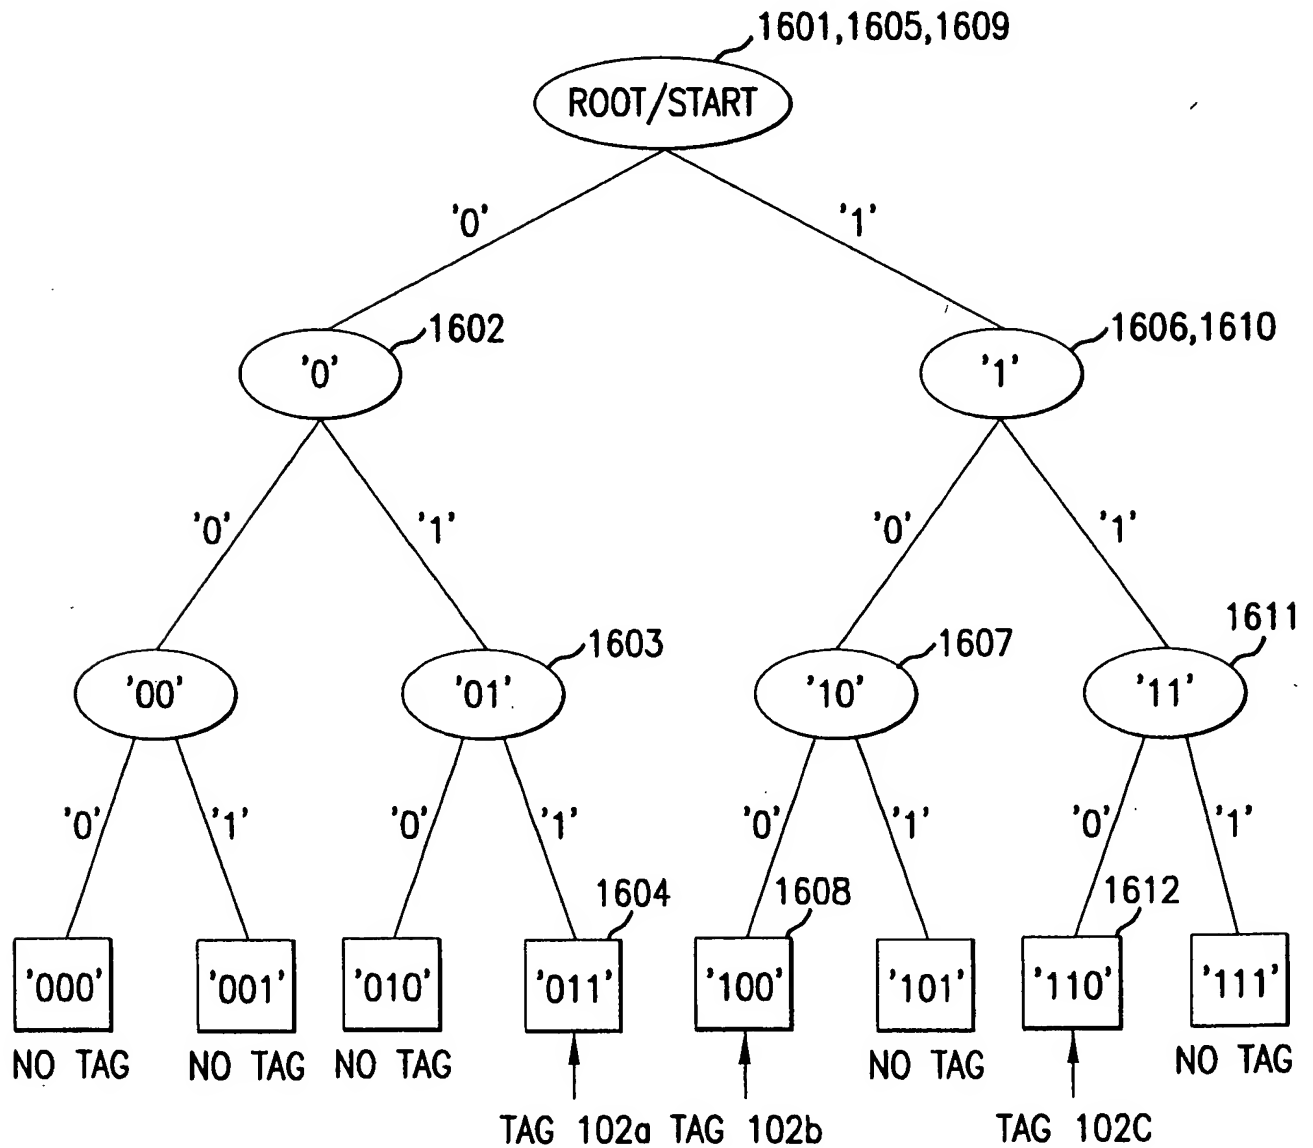 1601,1605,1609
ROOT/START
'0' '1'
1602 1606,1610
'0' '1'
'0' '1' '0' '1'
1603 1607 1611
'00' '01' '10' '11'
'0' '1' '0' '1' '0' '1' '0' '1'
1604 1608 1612
'000' '001' '010' '011' '100' '101' '110' '111'
NO TAG NO TAG NO TAG NO TAG NO TAG
TAG 102a TAG 102b TAG 102C